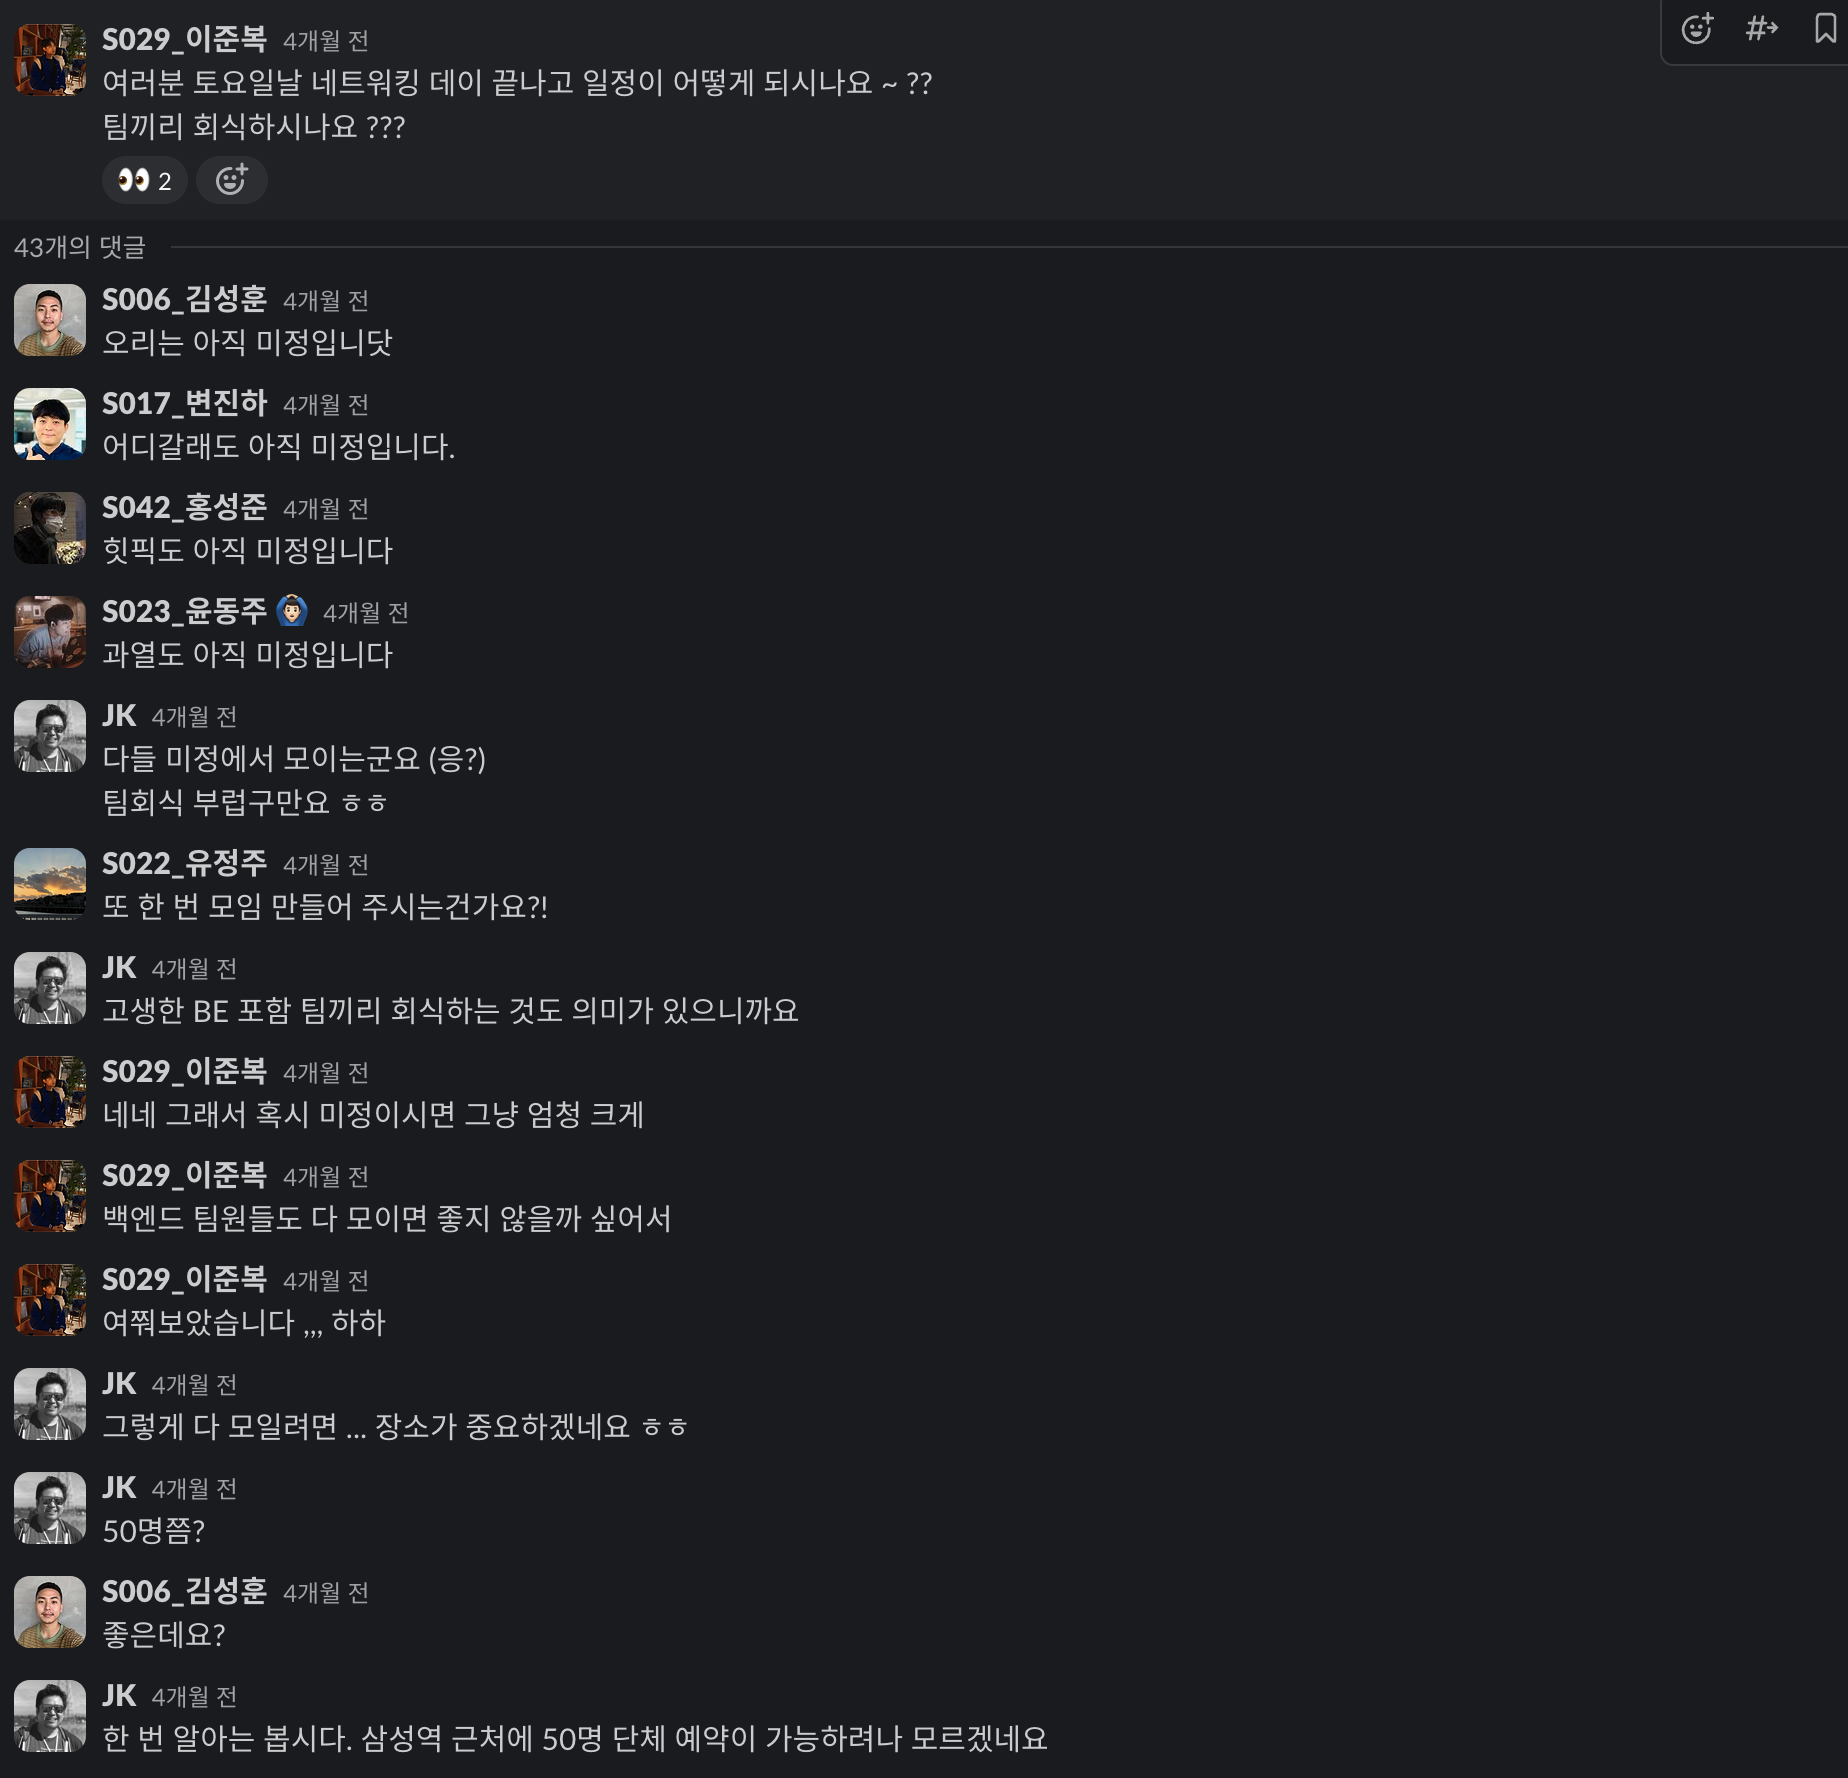 S029_이준복 4개월 전
여러분 토요일날 네트워킹 데이 끝나고 일정이 어떻게 되시나요 ~ ??
팀끼리 회식하시나요 ???
👀 2
43개의 댓글
S006_김성훈 4개월 전
오리는 아직 미정입니닷
S017_변진하 4개월 전
어디갈래도 아직 미정입니다.
S042_홍성준 4개월 전
힛픽도 아직 미정입니다
S023_윤동주 🙆🏻‍♂️ 4개월 전
과열도 아직 미정입니다
JK 4개월 전
다들 미정에서 모이는군요 (응?)
팀회식 부럽구만요 ㅎㅎ
S022_유정주 4개월 전
또 한 번 모임 만들어 주시는건가요?!
JK 4개월 전
고생한 BE 포함 팀끼리 회식하는 것도 의미가 있으니까요
S029_이준복 4개월 전
네네 그래서 혹시 미정이시면 그냥 엄청 크게
S029_이준복 4개월 전
백엔드 팀원들도 다 모이면 좋지 않을까 싶어서
S029_이준복 4개월 전
여쭤보았습니다 ,,, 하하
JK 4개월 전
그렇게 다 모일려면 ... 장소가 중요하겠네요 ㅎㅎ
JK 4개월 전
50명쯤?
S006_김성훈 4개월 전
좋은데요?
JK 4개월 전
한 번 알아는 봅시다. 삼성역 근처에 50명 단체 예약이 가능하려나 모르겠네요